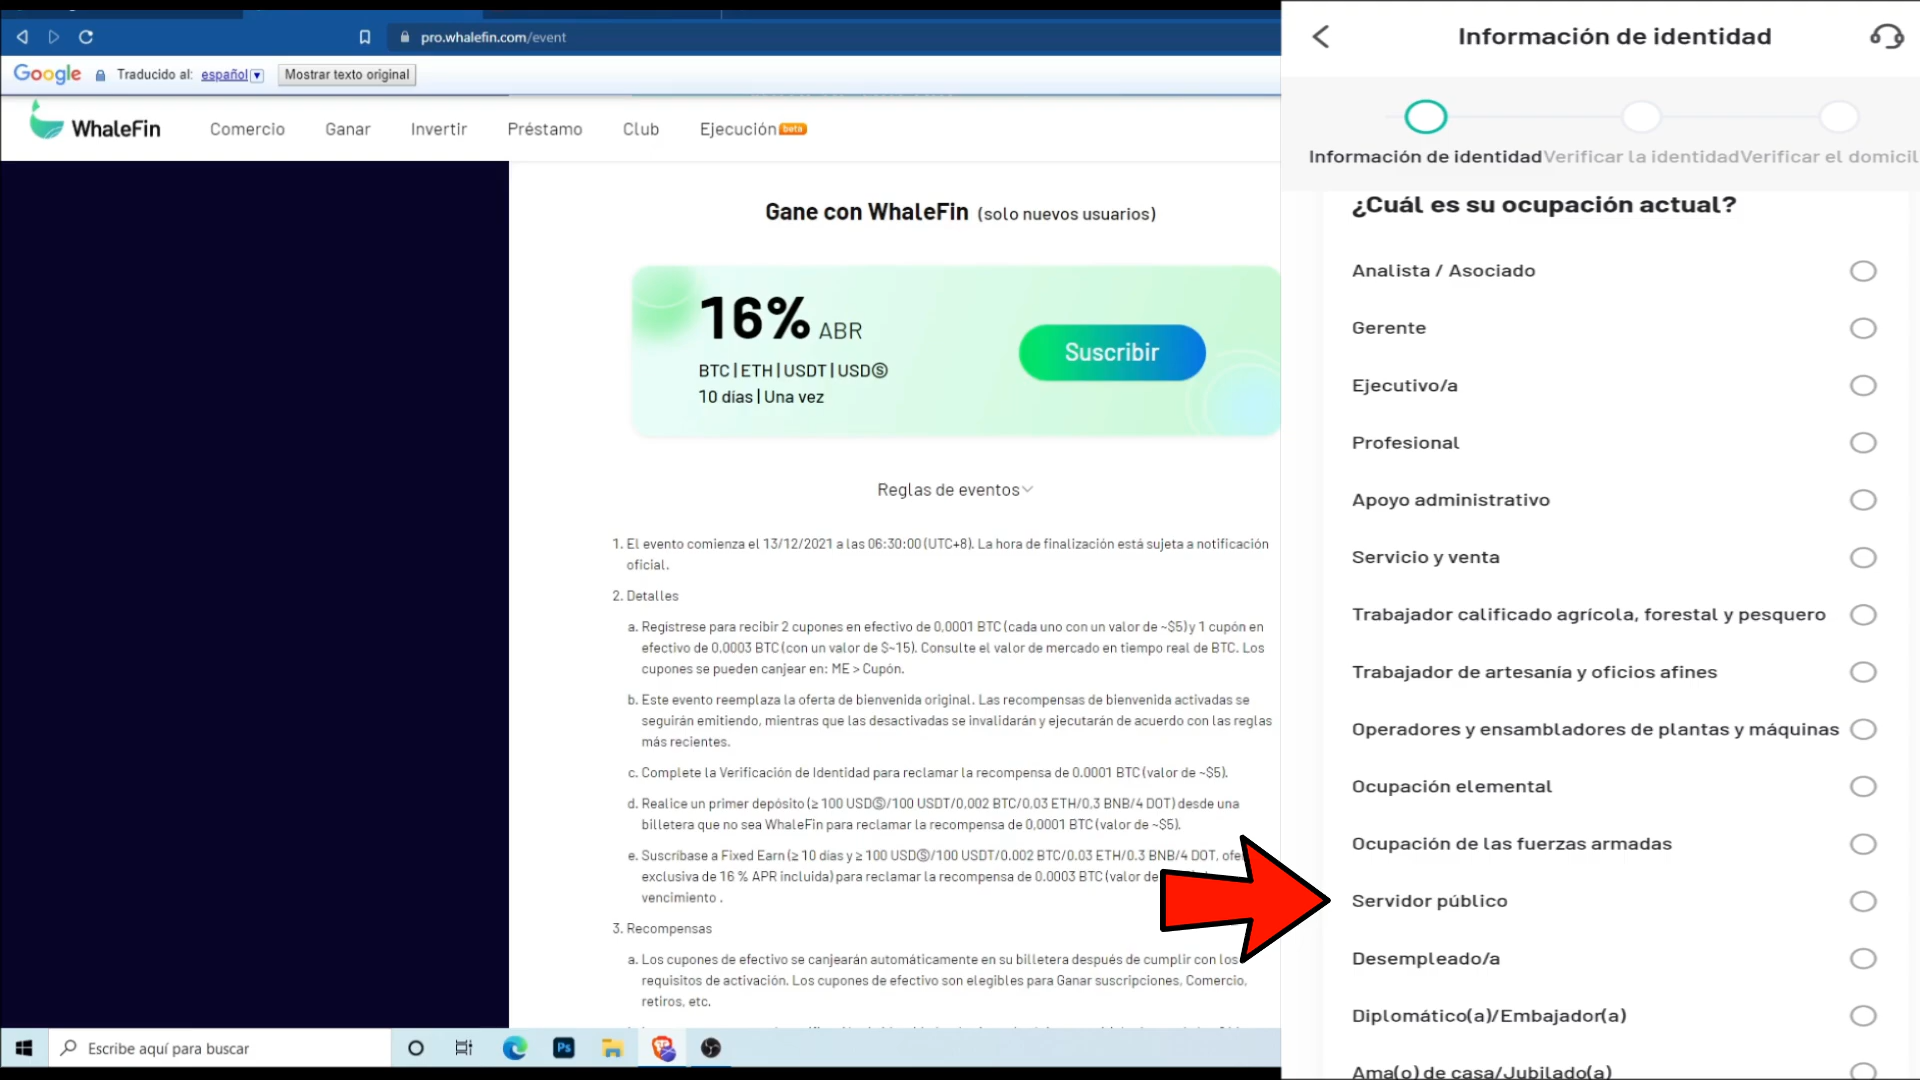 pro.whalefin.com/event
Google Traducido al: español Mostrar texto original
WhaleFin Comercio Ganar Invertir Préstamo Club Ejecución beta
Gane con WhaleFin (solo nuevos usuarios)
16% ABR
BTC | ETH | USDT | USDⓈ
10 días | Una vez
Suscribir
Reglas de eventos
1. El evento comienza el 13/12/2021 a las 06:30:00 (UTC+8). La hora de finalización está sujeta a notificación
oficial.
2. Detalles
a. Regístrese para recibir 2 cupones en efectivo de 0,0001 BTC (cada uno con un valor de ~$5) y 1 cupón en
efectivo de 0,0003 BTC (con un valor de $~15). Consulte el valor de mercado en tiempo real de BTC. Los
cupones se pueden canjear en: ME > Cupón.
b. Este evento reemplaza la oferta de bienvenida original. Las recompensas de bienvenida activadas se
seguirán emitiendo, mientras que las desactivadas se invalidarán y ejecutarán de acuerdo con las reglas
más recientes.
c. Complete la Verificación de Identidad para reclamar la recompensa de 0.0001 BTC (valor de ~$5).
d. Realice un primer depósito (≥ 100 USDⓈ/100 USDT/0,002 BTC/0,03 ETH/0,3 BNB/4 DOT) desde una
billetera que no sea WhaleFin para reclamar la recompensa de 0,0001 BTC (valor de ~$5).
e. Suscríbase a Fixed Earn (≥ 10 días y ≥ 100 USDⓈ/100 USDT/0.002 BTC/0.03 ETH/0.3 BNB/4 DOT,
exclusiva de 16 % APR incluida) para reclamar la recompensa de 0.0003 BTC (valor de
vencimiento .
3. Recompensas
a. Los cupones de efectivo se canjearán automáticamente en su billetera después de cumplir con los
requisitos de activación. Los cupones de efectivo son elegibles para Ganar suscripciones, Comercio,
retiros, etc.
Escribe aquí para buscar
Ps
Información de identidad
Información de identidad Verificar la identidad Verificar el domicil
¿Cuál es su ocupación actual?
Analista / Asociado
Gerente
Ejecutivo/a
Profesional
Apoyo administrativo
Servicio y venta
Trabajador calificado agrícola, forestal y pesquero
Trabajador de artesanía y oficios afines
Operadores y ensambladores de plantas y máquinas
Ocupación elemental
Ocupación de las fuerzas armadas
Servidor público
Desempleado/a
Diplomático(a)/Embajador(a)
Ama(o) de casa/Jubilado(a)